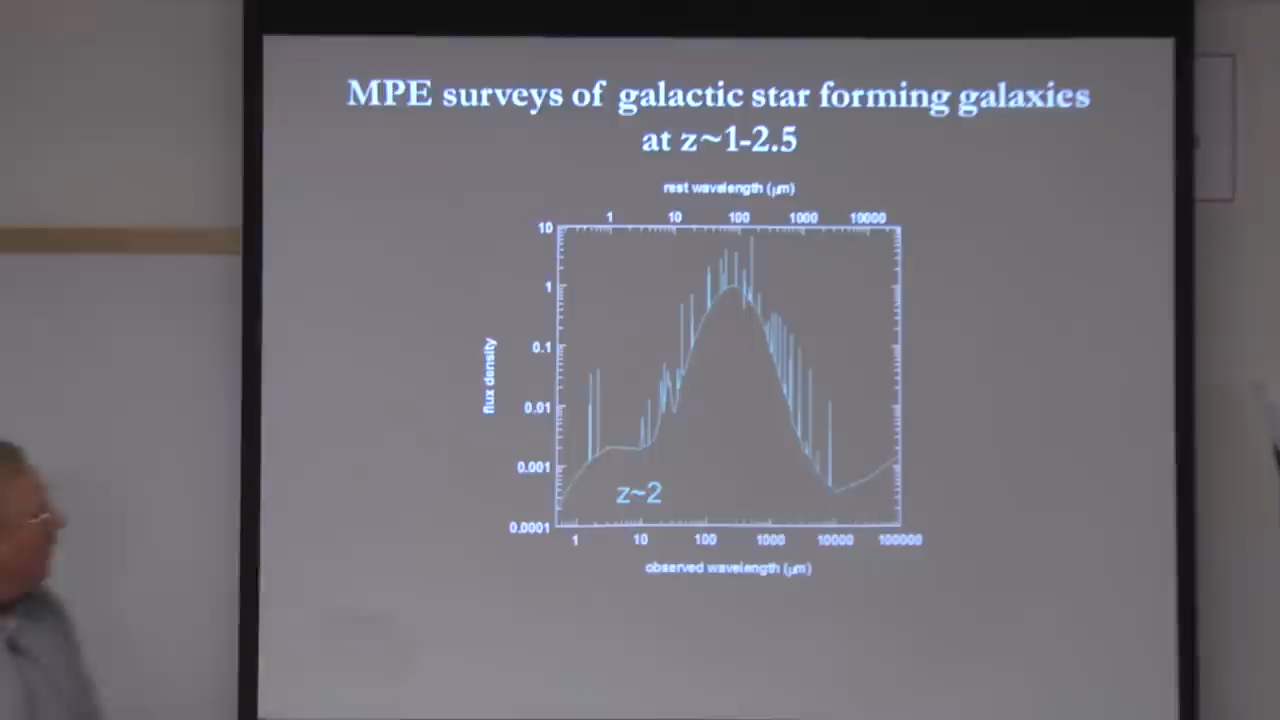 MPE surveys of galactic star forming galaxies
at z~1-2.5
rest wavelength (μm)
1 10 100 1000 10000
10
1
0.1
0.01
0.001
0.0001
flux density
z~2
1 10 100 1000 10000 100000
observed wavelength (μm)